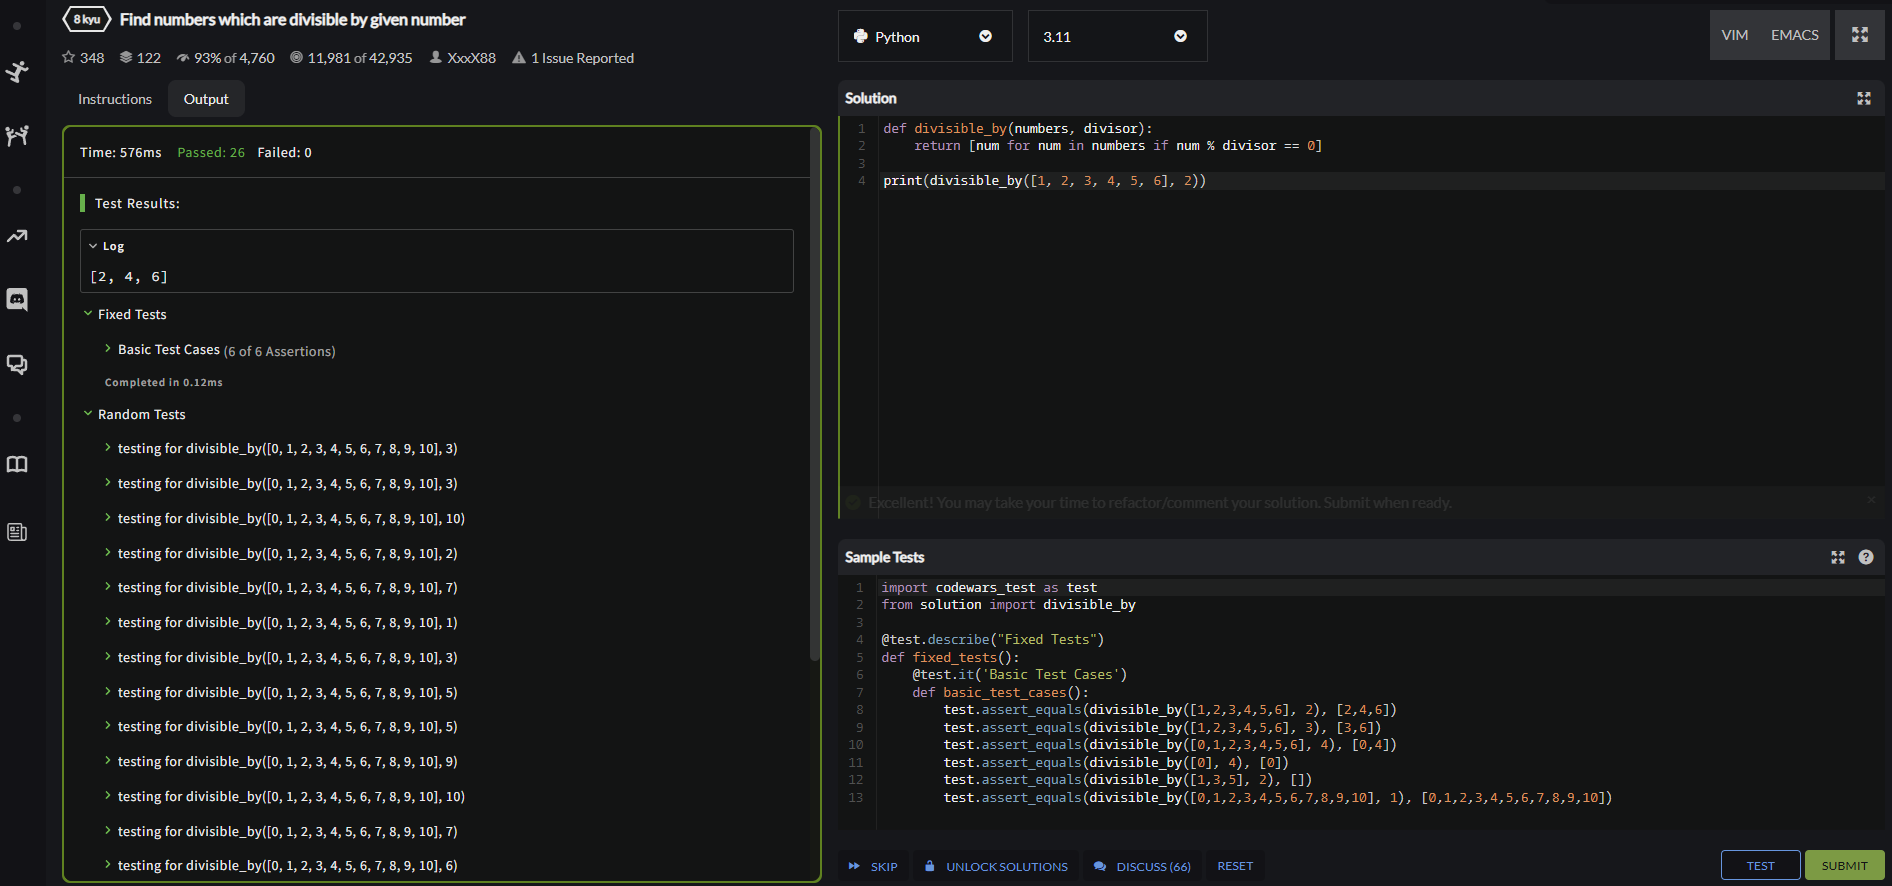 8 kyu Find numbers which are divisible by given number
348 122 93% of 4,760 11,981 of 42,935 XxxX88 1 Issue Reported
Instructions Output
Time: 576ms Passed: 26 Failed: 0
Test Results:
Log
[2, 4, 6]
Fixed Tests
Basic Test Cases (6 of 6 Assertions)
Completed in 0.12ms
Random Tests
testing for divisible_by([0, 1, 2, 3, 4, 5, 6, 7, 8, 9, 10], 3)
testing for divisible_by([0, 1, 2, 3, 4, 5, 6, 7, 8, 9, 10], 3)
testing for divisible_by([0, 1, 2, 3, 4, 5, 6, 7, 8, 9, 10], 10)
testing for divisible_by([0, 1, 2, 3, 4, 5, 6, 7, 8, 9, 10], 2)
testing for divisible_by([0, 1, 2, 3, 4, 5, 6, 7, 8, 9, 10], 7)
testing for divisible_by([0, 1, 2, 3, 4, 5, 6, 7, 8, 9, 10], 1)
testing for divisible_by([0, 1, 2, 3, 4, 5, 6, 7, 8, 9, 10], 3)
testing for divisible_by([0, 1, 2, 3, 4, 5, 6, 7, 8, 9, 10], 5)
testing for divisible_by([0, 1, 2, 3, 4, 5, 6, 7, 8, 9, 10], 5)
testing for divisible_by([0, 1, 2, 3, 4, 5, 6, 7, 8, 9, 10], 9)
testing for divisible_by([0, 1, 2, 3, 4, 5, 6, 7, 8, 9, 10], 10)
testing for divisible_by([0, 1, 2, 3, 4, 5, 6, 7, 8, 9, 10], 7)
testing for divisible_by([0, 1, 2, 3, 4, 5, 6, 7, 8, 9, 10], 6)
Python 3.11 VIM EMACS
Solution
1 def divisible_by(numbers, divisor):
2     return [num for num in numbers if num % divisor == 0]
3
4 print(divisible_by([1, 2, 3, 4, 5, 6], 2))
Excellent! You may take your time to refactor/comment your solution. Submit when ready. ×
Sample Tests ?
1 import codewars_test as test
2 from solution import divisible_by
3
4 @test.describe("Fixed Tests")
5 def fixed_tests():
6     @test.it('Basic Test Cases')
7     def basic_test_cases():
8         test.assert_equals(divisible_by([1,2,3,4,5,6], 2), [2,4,6])
9         test.assert_equals(divisible_by([1,2,3,4,5,6], 3), [3,6])
10         test.assert_equals(divisible_by([0,1,2,3,4,5,6], 4), [0,4])
11         test.assert_equals(divisible_by([0], 4), [0])
12         test.assert_equals(divisible_by([1,3,5], 2), [])
13         test.assert_equals(divisible_by([0,1,2,3,4,5,6,7,8,9,10], 1), [0,1,2,3,4,5,6,7,8,9,10])
SKIP UNLOCK SOLUTIONS DISCUSS (66) RESET TEST SUBMIT